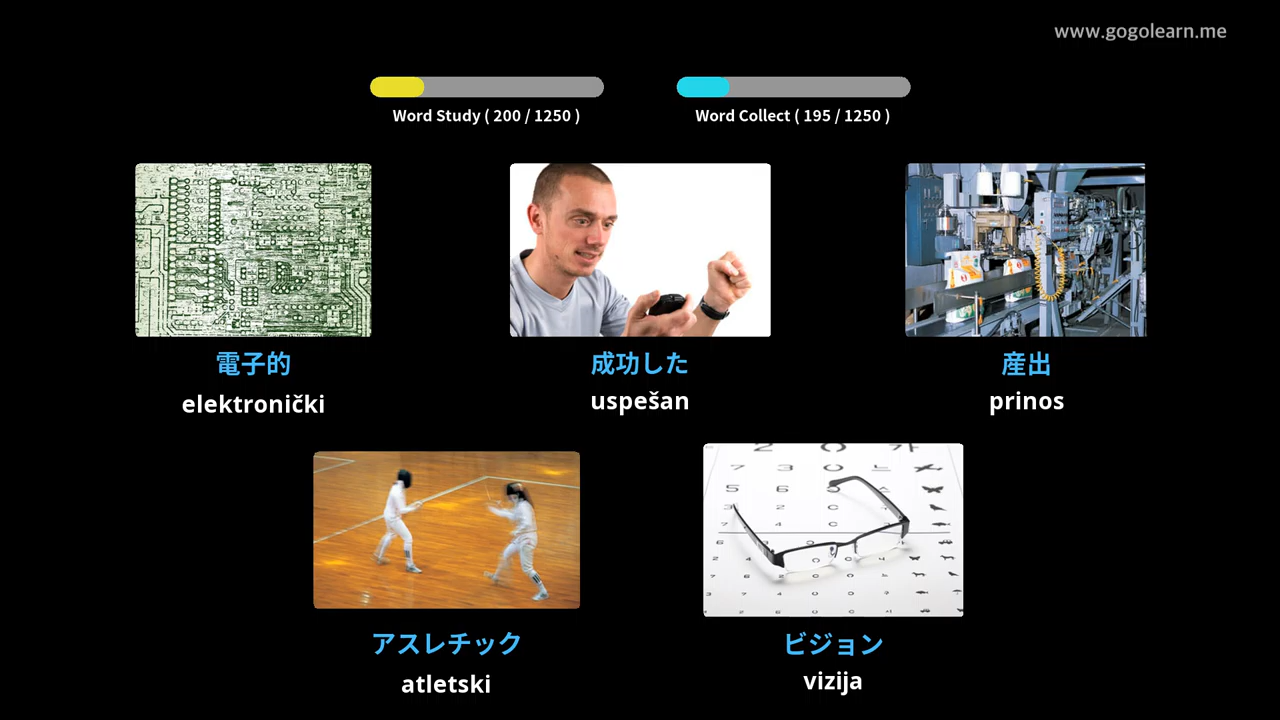 www.gogolearn.me
Word Study ( 200 / 1250 )
Word Collect ( 195 / 1250 )
電子的
elektronički
成功した
uspešan
産出
prinos
アスレチック
atletski
ビジョン
vizija